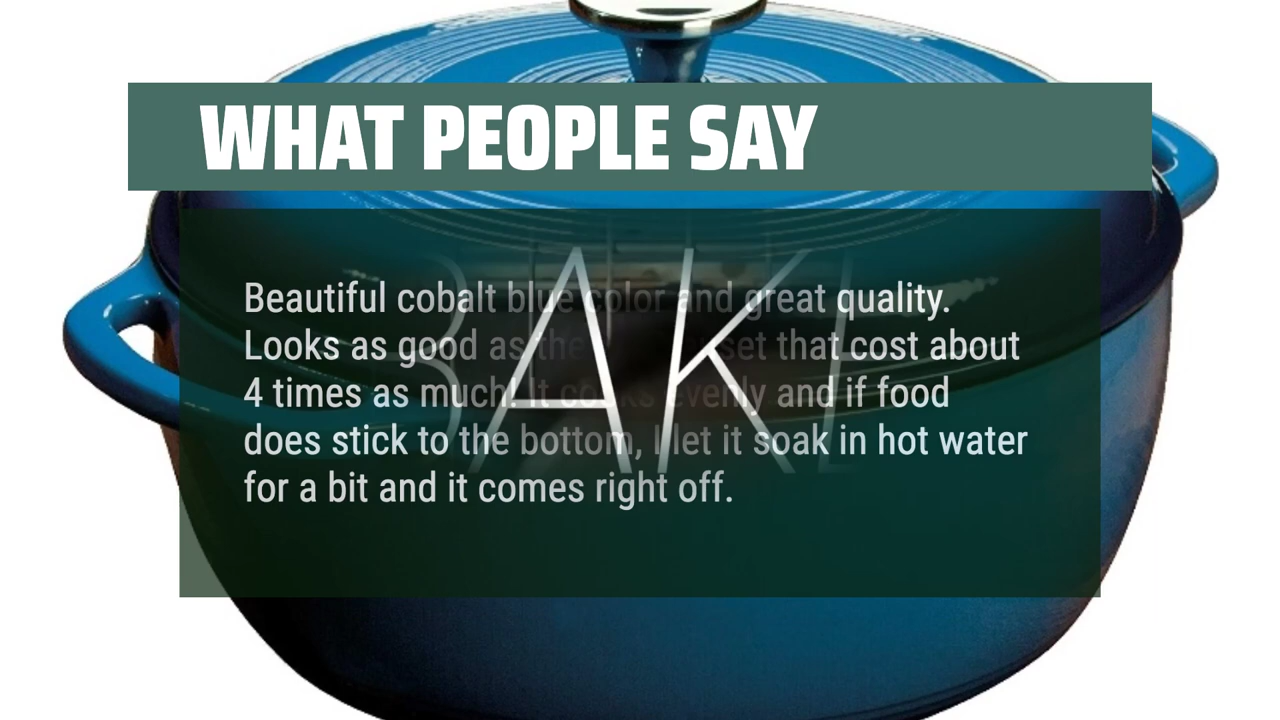 WHAT PEOPLE SAY
Beautiful cobalt blue color and great quality.
Looks as good as the set that cost about
4 times as much! It cooks evenly and if food
does stick to the bottom, I let it soak in hot water
for a bit and it comes right off.
BAKE